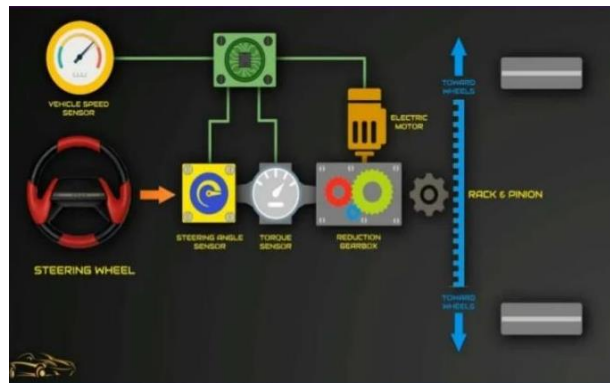 VEHICLE SPEED
SENSOR
ELECTRIC
MOTOR
TOWARD
WHEELS
STEERING WHEEL
STEERING ANGLE
SENSOR
TORQUE
SENSOR
REDUCTION
GEARBOX
RACK & PINION
TOWARD
WHEELS